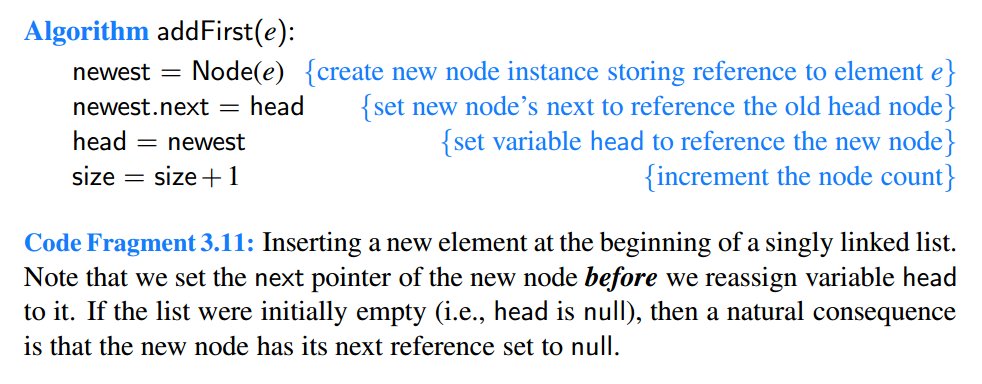 Algorithm addFirst(e):
newest = Node(e) {create new node instance storing reference to element e}
newest.next = head {set new node’s next to reference the old head node}
head = newest {set variable head to reference the new node}
size = size+1 {increment the node count}
Code Fragment 3.11: Inserting a new element at the beginning of a singly linked list.
Note that we set the next pointer of the new node before we reassign variable head
to it. If the list were initially empty (i.e., head is null), then a natural consequence
is that the new node has its next reference set to null.